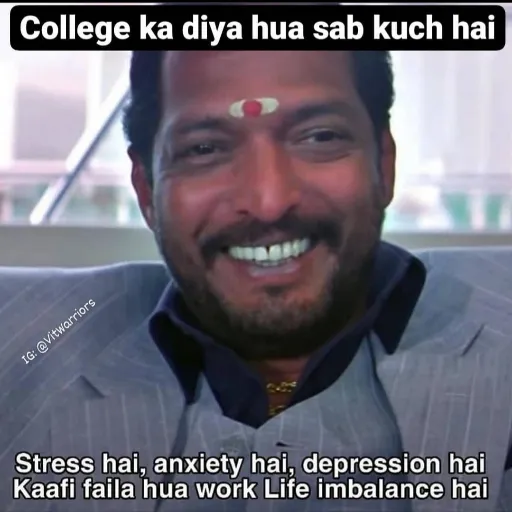 College ka diya hua sab kuch hai
IG: @Vitwarriors
Stress hai, anxiety hai, depression hai
Kaafi faila hua work Life imbalance hai